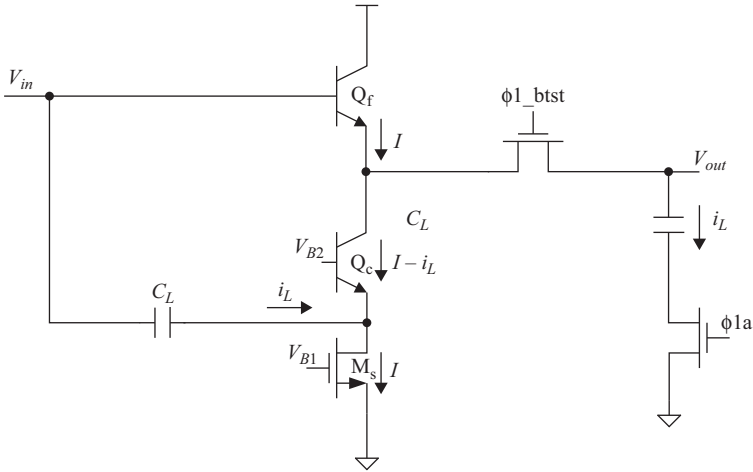 V_in
Q_f
I
ϕ1_btst
V_out
C_L
i_L
V_B2
Q_c
I – i_L
C_L
i_L
V_B1
M_s
I
ϕ1a